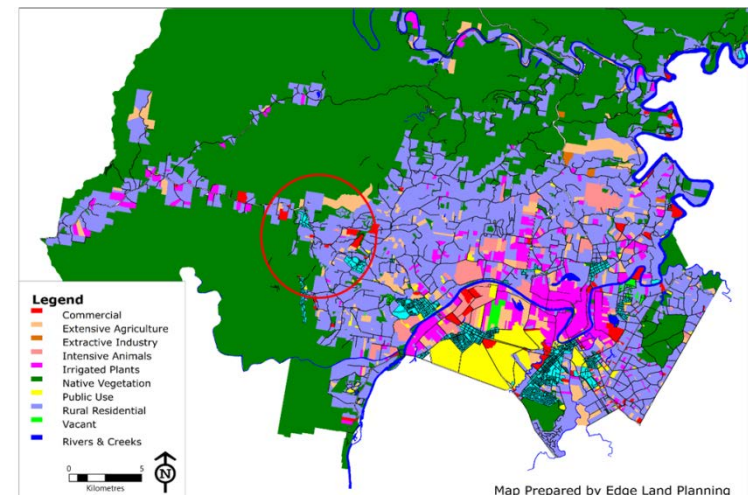 Legend
Commercial
Extensive Agriculture
Extractive Industry
Intensive Animals
Irrigated Plants
Native Vegetation
Public Use
Rural Residential
Vacant
Rivers & Creeks
0 5
Kilometres
N
Map Prepared by Edge Land Planning